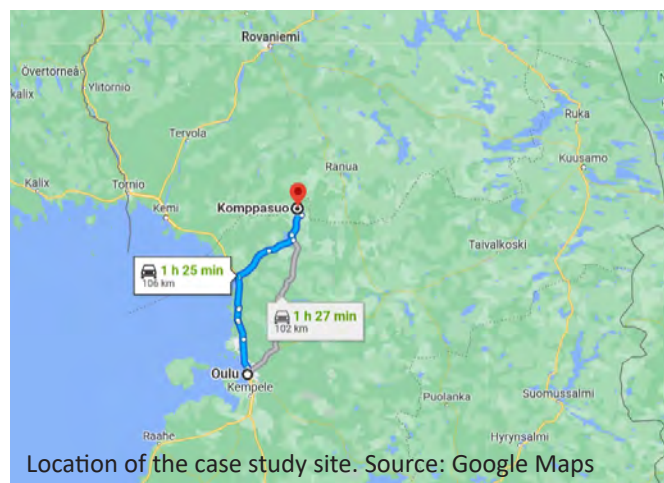 Rovaniemi
Övertorneå
Ylitornio
kalix
Ruka
Tervola
Ranua
Kuusamo
Kalix
Tornio
Kemi
Komppasuo
Taivalkoski
1 h 25 min
106 km
1 h 27 min
102 km
Oulu
Kempele
Puolanka
Suomussalmi
Raahe
Hyrynsalmi
Location of the case study site. Source: Google Maps